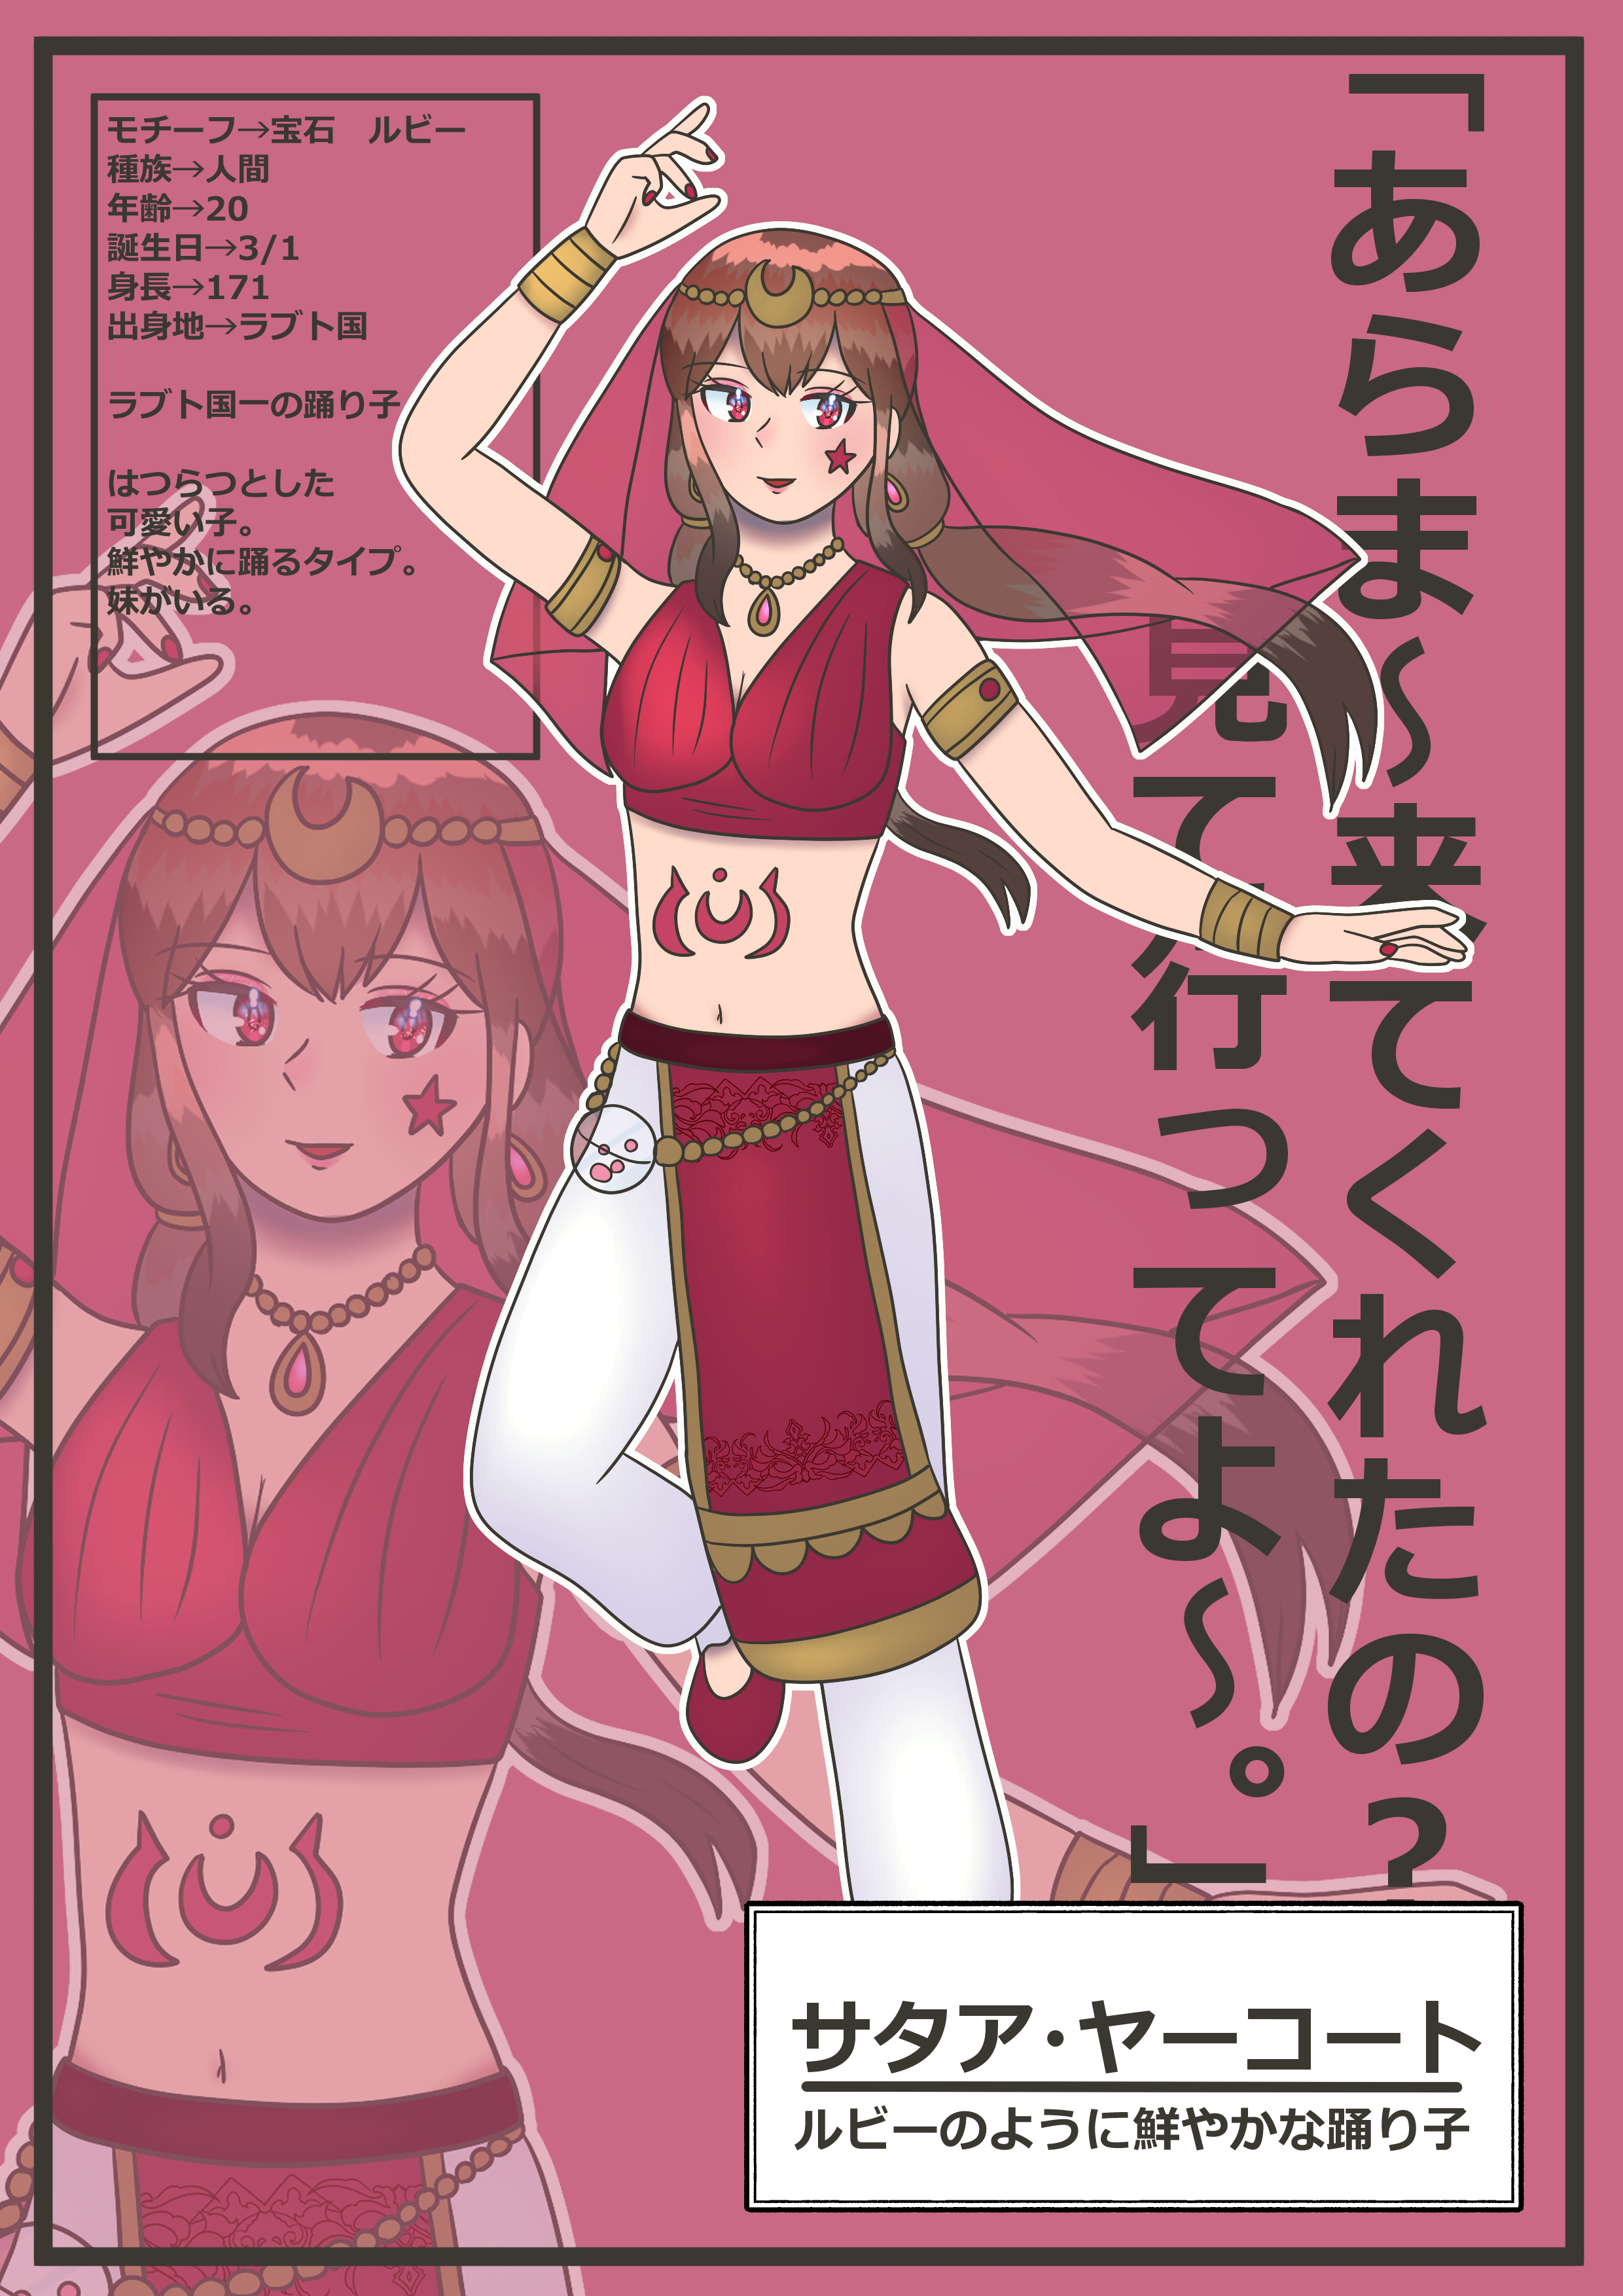 モチーフ→宝石　ルビー
種族→人間
年齢→20
誕生日→3/1
身長→171
出身地→ラブト国
ラブト国一の踊り子
はつらつとした
可愛い子。
鮮やかに踊るタイプ。
妹がいる。
「あらま～来てくれたの?
見て行ってよ～。」
サタア・ヤーコート
ルビーのように鮮やかな踊り子